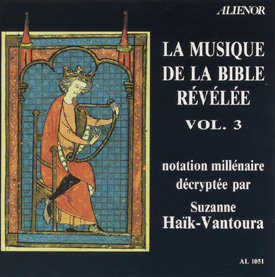 ALIENOR
LA MUSIQUE
DE LA BIBLE
RÉVÉLÉE
VOL. 3
notation millénaire
décryptée par
Suzanne
Haïk-Vantoura
AL 1051